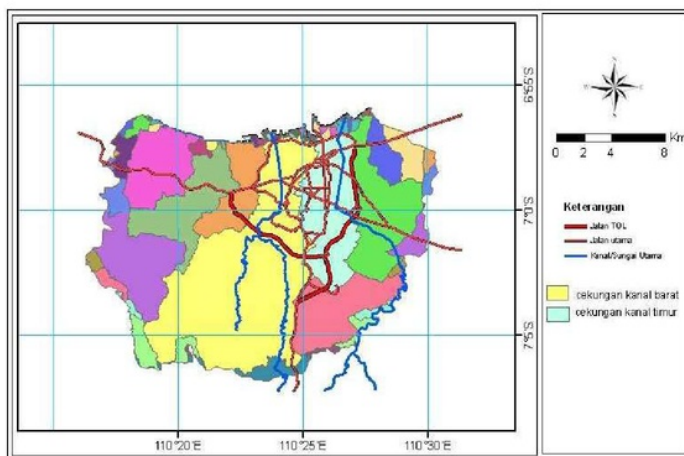 6°55'S
7°0'S
7°5'S
110°20'E
110°25'E
110°30'E
0 2 4 8 Km
Keterangan
Jalan TOL
Jalan utama
Kanal/Sungai Utama
cekungan kanal barat
cekungan kanal timur